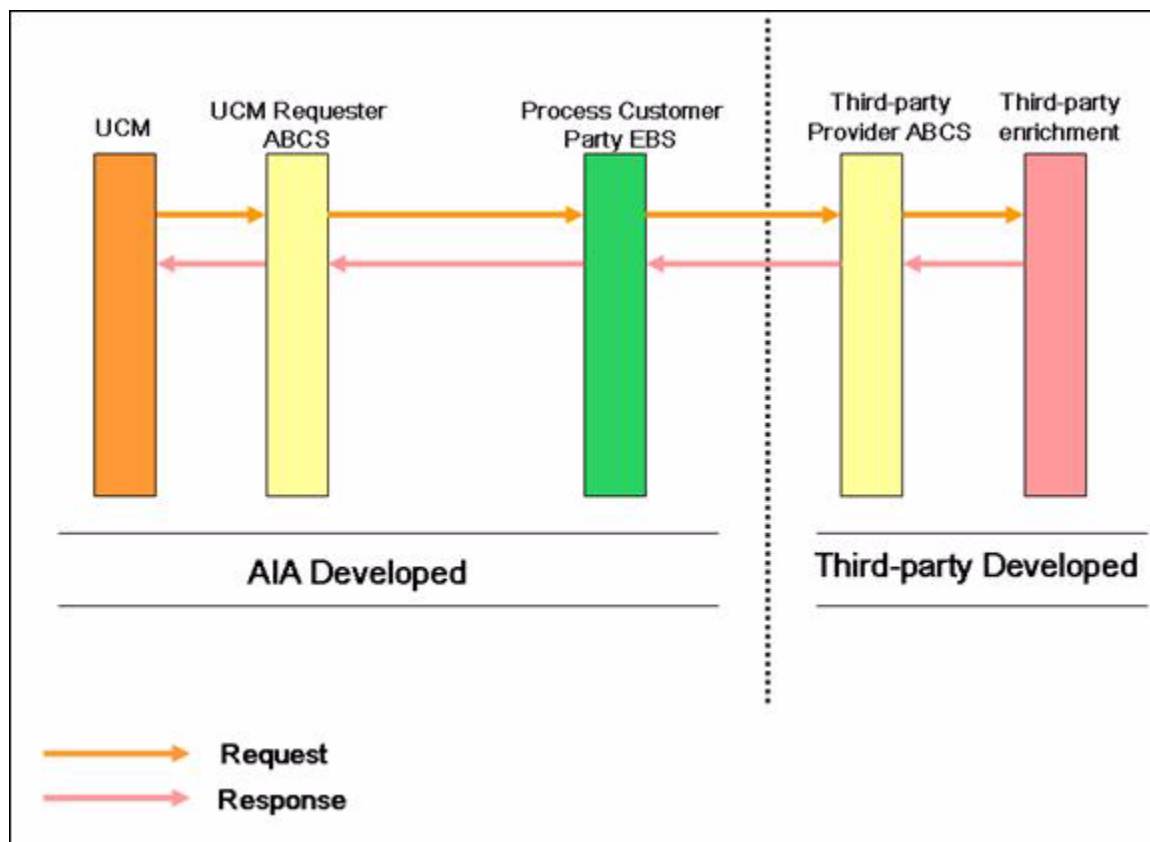 UCM
UCM Requester
ABCS
Process Customer
Party EBS
Third-party
Provider ABCS
Third-party
enrichment
AIA Developed
Third-party Developed
Request
Response